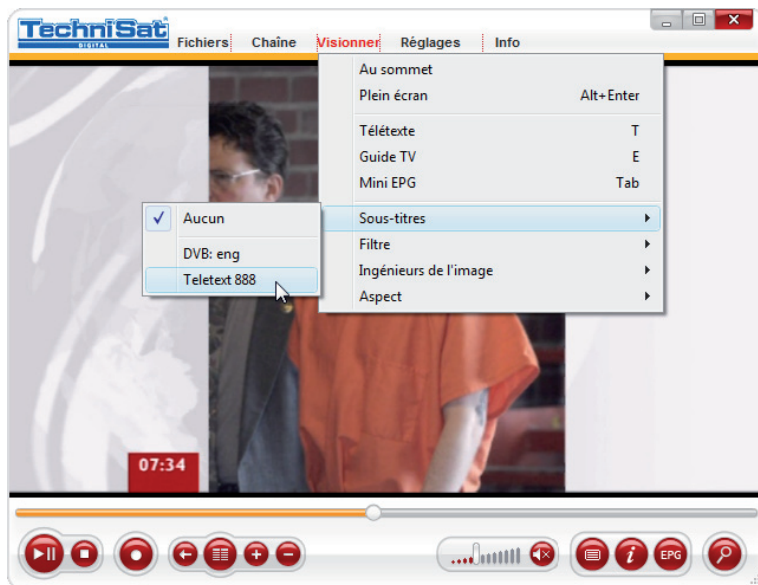 TechniSat
DIGITAL
Fichiers Chaîne Visionner Réglages Info
Au sommet
Plein écran Alt+Enter
Télétexte T
Guide TV E
Mini EPG Tab
Sous-titres
Filtre
Ingénieurs de l'image
Aspect
Aucun
DVB: eng
Teletext 888
07:34
i
EPG